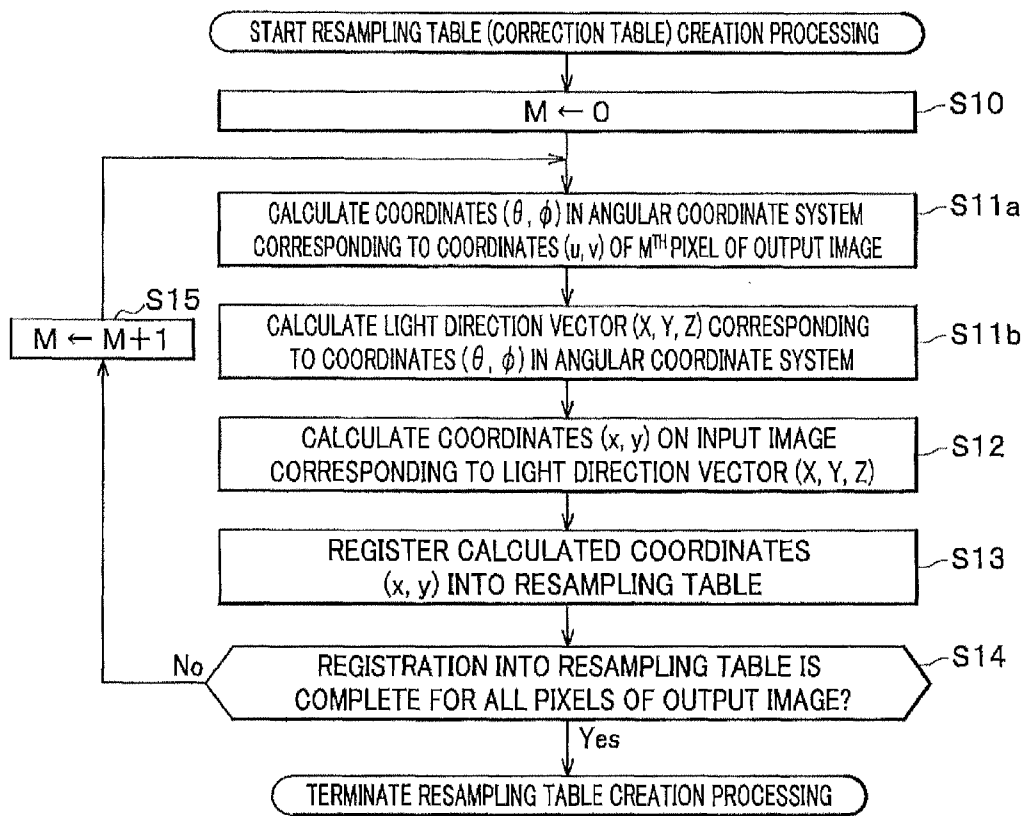 START RESAMPLING TABLE (CORRECTION TABLE) CREATION PROCESSING
M ← 0
S10
CALCULATE COORDINATES (θ, ϕ) IN ANGULAR COORDINATE SYSTEM
CORRESPONDING TO COORDINATES (u, v) OF MTH PIXEL OF OUTPUT IMAGE
S11a
S15
M ← M+1
CALCULATE LIGHT DIRECTION VECTOR (X, Y, Z) CORRESPONDING
TO COORDINATES (θ, ϕ) IN ANGULAR COORDINATE SYSTEM
S11b
CALCULATE COORDINATES (x, y) ON INPUT IMAGE
CORRESPONDING TO LIGHT DIRECTION VECTOR (X, Y, Z)
S12
REGISTER CALCULATED COORDINATES
(x, y) INTO RESAMPLING TABLE
S13
No
REGISTRATION INTO RESAMPLING TABLE IS
COMPLETE FOR ALL PIXELS OF OUTPUT IMAGE?
S14
Yes
TERMINATE RESAMPLING TABLE CREATION PROCESSING